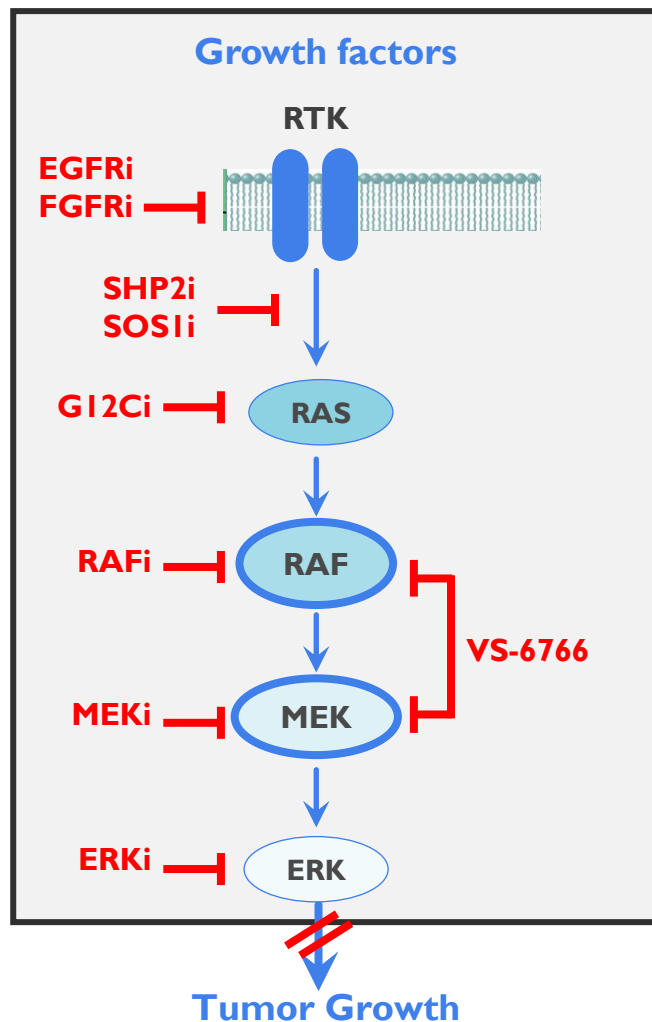 Growth factors
RTK
EGFRi
FGFRi
SHP2i
SOS1i
G12Ci
RAS
RAFi
RAF
VS-6766
MEKi
MEK
ERKi
ERK
Tumor Growth